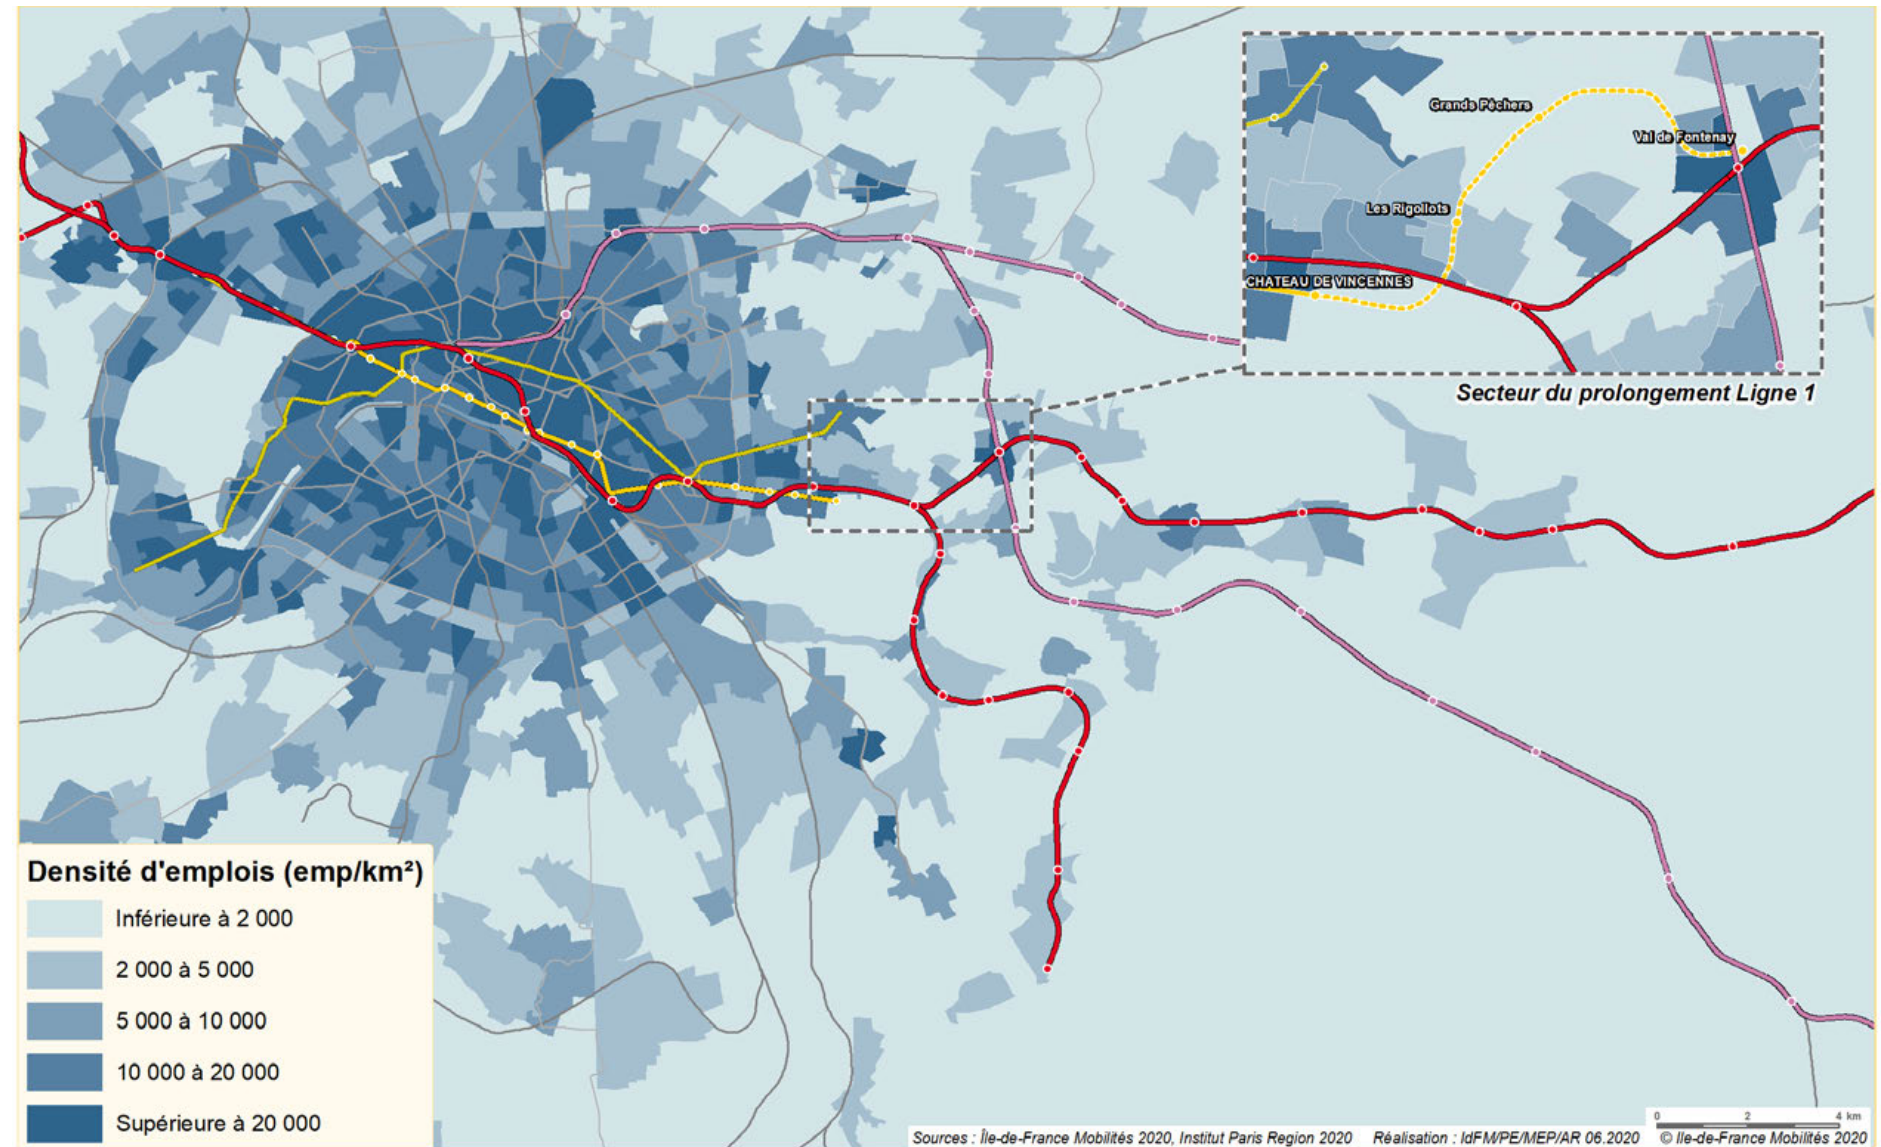 Grands Pêchers
Val de Fontenay
Les Rigollots
CHATEAU DE VINCENNES
Secteur du prolongement Ligne 1
Densité d'emplois (emp/km²)
Inférieure à 2 000
2 000 à 5 000
5 000 à 10 000
10 000 à 20 000
Supérieure à 20 000
0 2 4 km
Sources : Île-de-France Mobilités 2020, Institut Paris Region 2020 Réalisation : IdFM/PE/MEP/AR 06.2020 © Ile-de-France Mobilités 2020